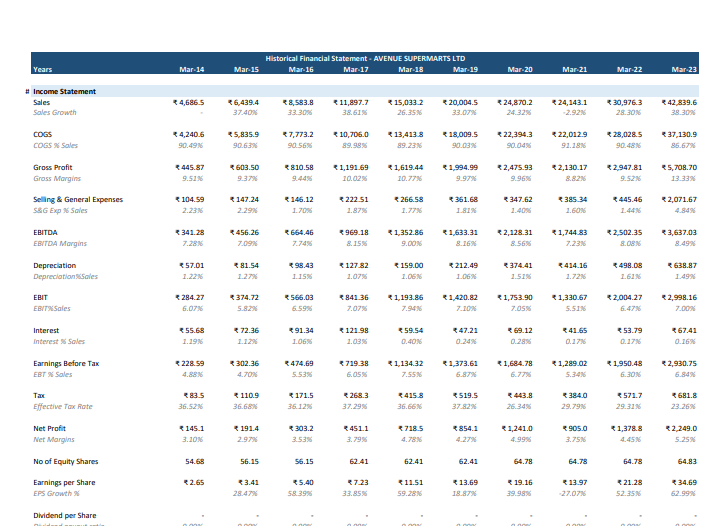 Historical Financial Statement - AVENUE SUPERMARTS LTD
Years Mar-14 Mar-15 Mar-16 Mar-17 Mar-18 Mar-19 Mar-20 Mar-21 Mar-22 Mar-23
# Income Statement
Sales ₹ 4,686.5 ₹ 6,439.4 ₹ 8,583.8 ₹ 11,897.7 ₹ 15,033.2 ₹ 20,004.5 ₹ 24,870.2 ₹ 24,143.1 ₹ 30,976.3 ₹ 42,839.6
Sales Growth - 37.40% 33.30% 38.61% 26.35% 33.07% 24.32% -2.92% 28.30% 38.30%
COGS ₹ 4,240.6 ₹ 5,835.9 ₹ 7,773.2 ₹ 10,706.0 ₹ 13,413.8 ₹ 18,009.5 ₹ 22,394.3 ₹ 22,012.9 ₹ 28,028.5 ₹ 37,130.9
COGS % Sales 90.49% 90.63% 90.56% 89.98% 89.23% 90.03% 90.04% 91.18% 90.48% 86.67%
Gross Profit ₹ 445.87 ₹ 603.50 ₹ 810.58 ₹ 1,191.69 ₹ 1,619.44 ₹ 1,994.99 ₹ 2,475.93 ₹ 2,130.17 ₹ 2,947.81 ₹ 5,708.70
Gross Margins 9.51% 9.37% 9.44% 10.02% 10.77% 9.97% 9.96% 8.82% 9.52% 13.33%
Selling & General Expenses ₹ 104.59 ₹ 147.24 ₹ 146.12 ₹ 222.51 ₹ 266.58 ₹ 361.68 ₹ 347.62 ₹ 385.34 ₹ 445.46 ₹ 2,071.67
S&G Exp % Sales 2.23% 2.29% 1.70% 1.87% 1.77% 1.81% 1.40% 1.60% 1.44% 4.84%
EBITDA ₹ 341.28 ₹ 456.26 ₹ 664.46 ₹ 969.18 ₹ 1,352.86 ₹ 1,633.31 ₹ 2,128.31 ₹ 1,744.83 ₹ 2,502.35 ₹ 3,637.03
EBITDA Margins 7.28% 7.09% 7.74% 8.15% 9.00% 8.16% 8.56% 7.23% 8.08% 8.49%
Depreciation ₹ 57.01 ₹ 81.54 ₹ 98.43 ₹ 127.82 ₹ 159.00 ₹ 212.49 ₹ 374.41 ₹ 414.16 ₹ 498.08 ₹ 638.87
Depreciation%Sales 1.22% 1.27% 1.15% 1.07% 1.06% 1.06% 1.51% 1.72% 1.61% 1.49%
EBIT ₹ 284.27 ₹ 374.72 ₹ 566.03 ₹ 841.36 ₹ 1,193.86 ₹ 1,420.82 ₹ 1,753.90 ₹ 1,330.67 ₹ 2,004.27 ₹ 2,998.16
EBIT%Sales 6.07% 5.82% 6.59% 7.07% 7.94% 7.10% 7.05% 5.51% 6.47% 7.00%
Interest ₹ 55.68 ₹ 72.36 ₹ 91.34 ₹ 121.98 ₹ 59.54 ₹ 47.21 ₹ 69.12 ₹ 41.65 ₹ 53.79 ₹ 67.41
Interest % Sales 1.19% 1.12% 1.06% 1.03% 0.40% 0.24% 0.28% 0.17% 0.17% 0.16%
Earnings Before Tax ₹ 228.59 ₹ 302.36 ₹ 474.69 ₹ 719.38 ₹ 1,134.32 ₹ 1,373.61 ₹ 1,684.78 ₹ 1,289.02 ₹ 1,950.48 ₹ 2,930.75
EBT % Sales 4.88% 4.70% 5.53% 6.05% 7.55% 6.87% 6.77% 5.34% 6.30% 6.84%
Tax ₹ 83.5 ₹ 110.9 ₹ 171.5 ₹ 268.3 ₹ 415.8 ₹ 519.5 ₹ 443.8 ₹ 384.0 ₹ 571.7 ₹ 681.8
Effective Tax Rate 36.52% 36.68% 36.12% 37.29% 36.66% 37.82% 26.34% 29.79% 29.31% 23.26%
Net Profit ₹ 145.1 ₹ 191.4 ₹ 303.2 ₹ 451.1 ₹ 718.5 ₹ 854.1 ₹ 1,241.0 ₹ 905.0 ₹ 1,378.8 ₹ 2,249.0
Net Margins 3.10% 2.97% 3.53% 3.79% 4.78% 4.27% 4.99% 3.75% 4.45% 5.25%
No of Equity Shares 54.68 56.15 56.15 62.41 62.41 62.41 64.78 64.78 64.78 64.83
Earnings per Share ₹ 2.65 ₹ 3.41 ₹ 5.40 ₹ 7.23 ₹ 11.51 ₹ 13.69 ₹ 19.16 ₹ 13.97 ₹ 21.28 ₹ 34.69
EPS Growth % 28.47% 58.39% 33.85% 59.28% 18.87% 39.98% -27.07% 52.35% 62.99%
Dividend per Share - - - - - - - - - -